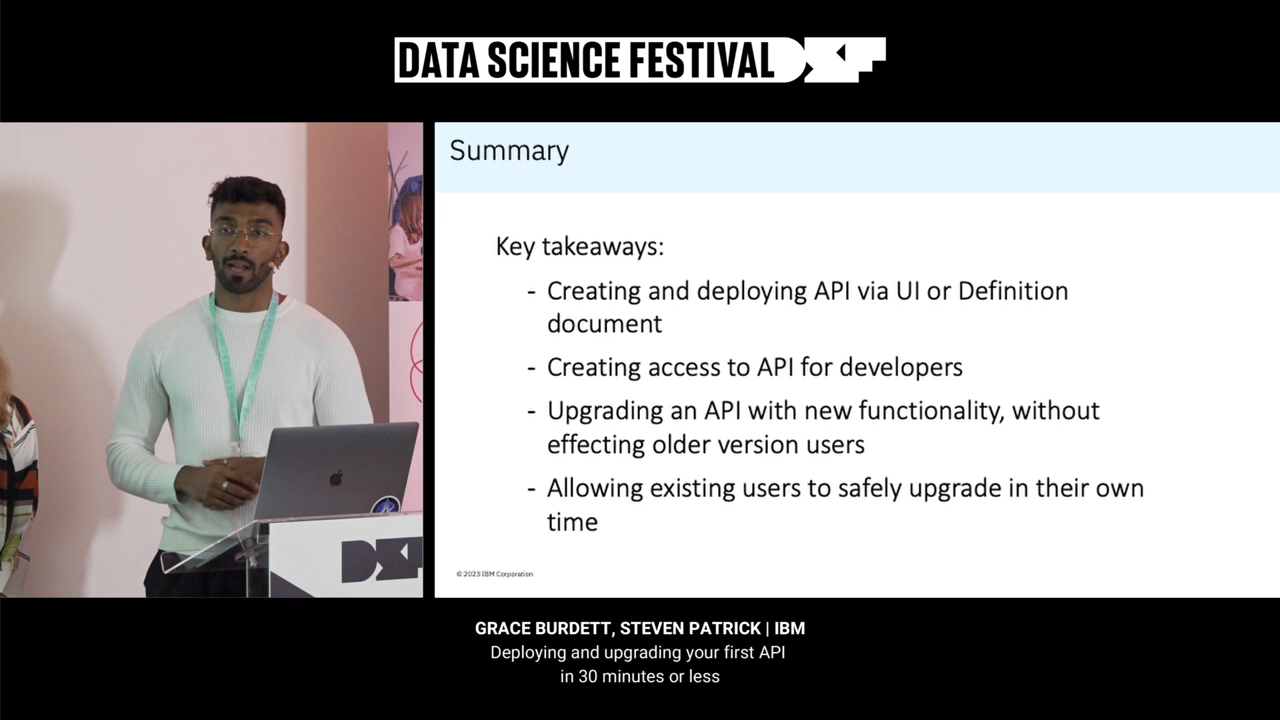 DATA SCIENCE FESTIVAL DSF
Summary
Key takeaways:
- Creating and deploying API via UI or Definition
document
- Creating access to API for developers
- Upgrading an API with new functionality, without
effecting older version users
- Allowing existing users to safely upgrade in their own
time
© 2023 IBM Corporation
DSF
GRACE BURDETT, STEVEN PATRICK | IBM
Deploying and upgrading your first API
in 30 minutes or less